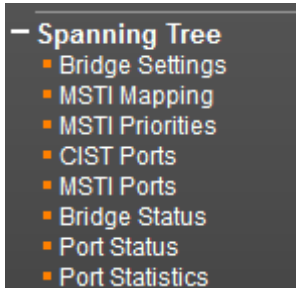 Spanning Tree
Bridge Settings
MSTI Mapping
MSTI Priorities
CIST Ports
MSTI Ports
Bridge Status
Port Status
Port Statistics